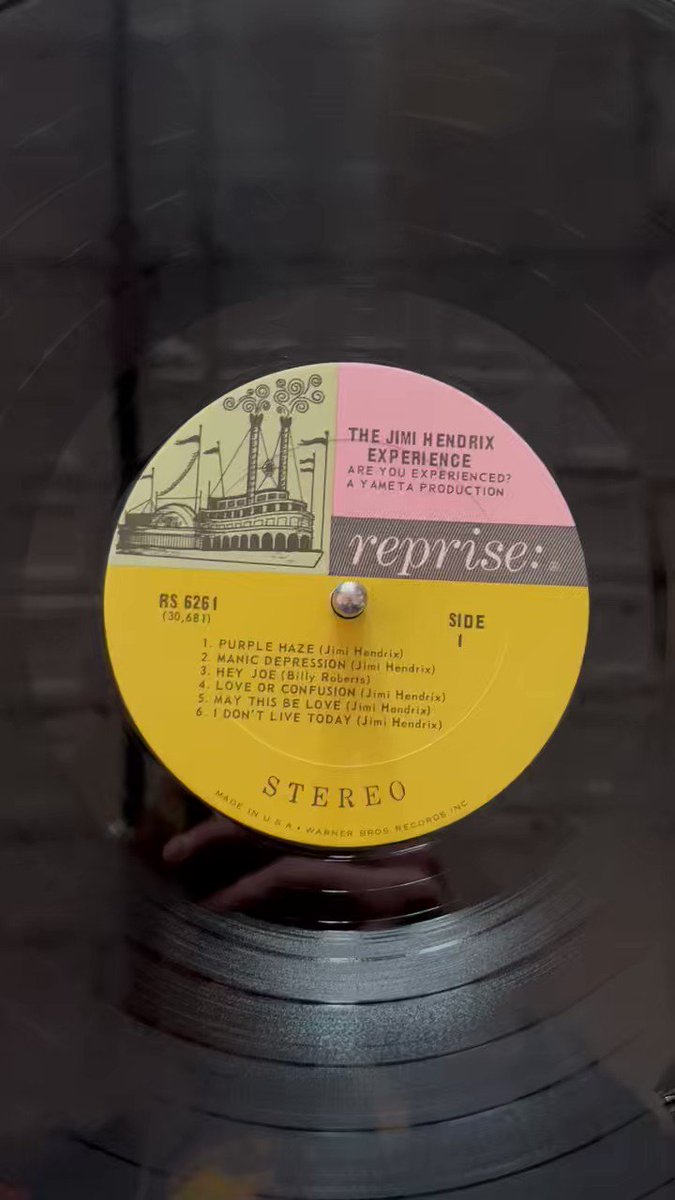 THE JIMI HENDRIX
EXPERIENCE
ARE YOU EXPERIENCED?
A YAMETA PRODUCTION
reprise:
RS 6261
(30,681)
SIDE
1
1. PURPLE HAZE (Jimi Hendrix)
2. MANIC DEPRESSION (Jimi Hendrix)
3. HEY JOE (Billy Roberts)
4. LOVE OR CONFUSION (Jimi Hendrix)
5. MAY THIS BE LOVE (Jimi Hendrix)
6. I DON'T LIVE TODAY (Jimi Hendrix)
STEREO
MADE IN U S A • WARNER BROS. RECORDS INC